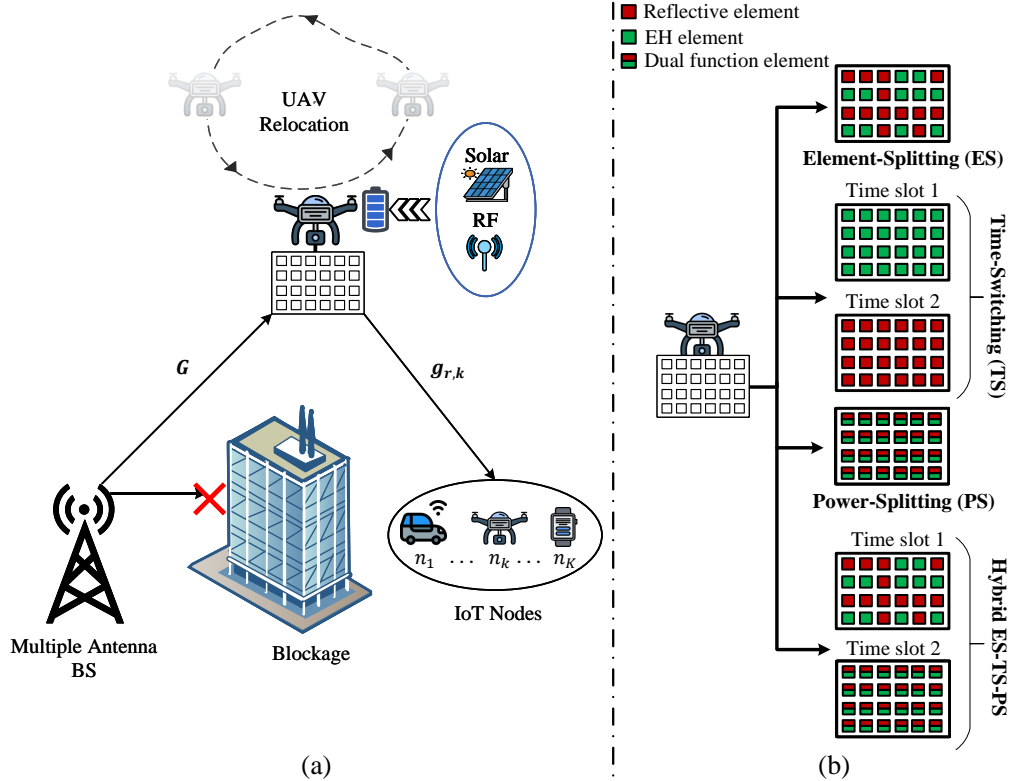 UAV
Relocation
Solar
RF
G
g_{r,k}
n_1 ... n_k ... n_K
IoT Nodes
Multiple Antenna
BS
Blockage
(a)
Reflective element
EH element
Dual function element
Element-Splitting (ES)
Time slot 1
Time slot 2
Time-Switching (TS)
Power-Splitting (PS)
Time slot 1
Time slot 2
Hybrid ES-TS-PS
(b)